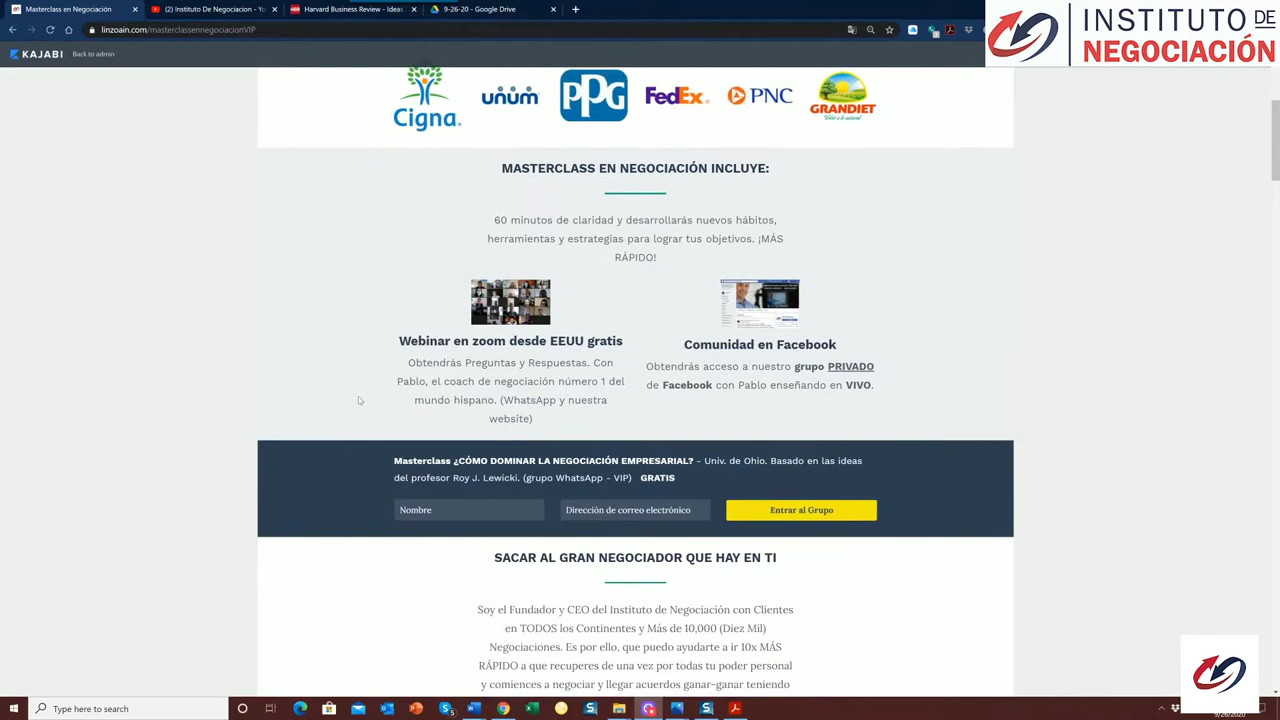 Masterclass en Negociación
(2) Instituto De Negociacion - Yo
Harvard Business Review - Ideas
9-26-20 - Google Drive
linzoain.com/masterclassennegociacionVIP
INSTITUTO DE
NEGOCIACIÓN
KAJABI
Back to admin
Cigna
unum
PPG
FedEx
PNC
GRANDIET
MASTERCLASS EN NEGOCIACIÓN INCLUYE:
60 minutos de claridad y desarrollarás nuevos hábitos,
herramientas y estrategias para lograr tus objetivos. ¡MÁS
RÁPIDO!
Webinar en zoom desde EEUU gratis
Obtendrás Preguntas y Respuestas. Con
Pablo, el coach de negociación número 1 del
mundo hispano. (WhatsApp y nuestra
website)
Comunidad en Facebook
Obtendrás acceso a nuestro grupo PRIVADO
de Facebook con Pablo enseñando en VIVO.
Masterclass ¿CÓMO DOMINAR LA NEGOCIACIÓN EMPRESARIAL? - Univ. de Ohio. Basado en las ideas
del profesor Roy J. Lewicki. (grupo WhatsApp - VIP) GRATIS
Nombre
Dirección de correo electrónico
Entrar al Grupo
SACAR AL GRAN NEGOCIADOR QUE HAY EN TI
Soy el Fundador y CEO del Instituto de Negociación con Clientes
en TODOS los Continentes y Más de 10,000 (Diez Mil)
Negociaciones. Es por ello, que puedo ayudarte a ir 10x MÁS
RÁPIDO a que recuperes de una vez por todas tu poder personal
y comiences a negociar y llegar acuerdos ganar-ganar teniendo
Type here to search
9/26/2020